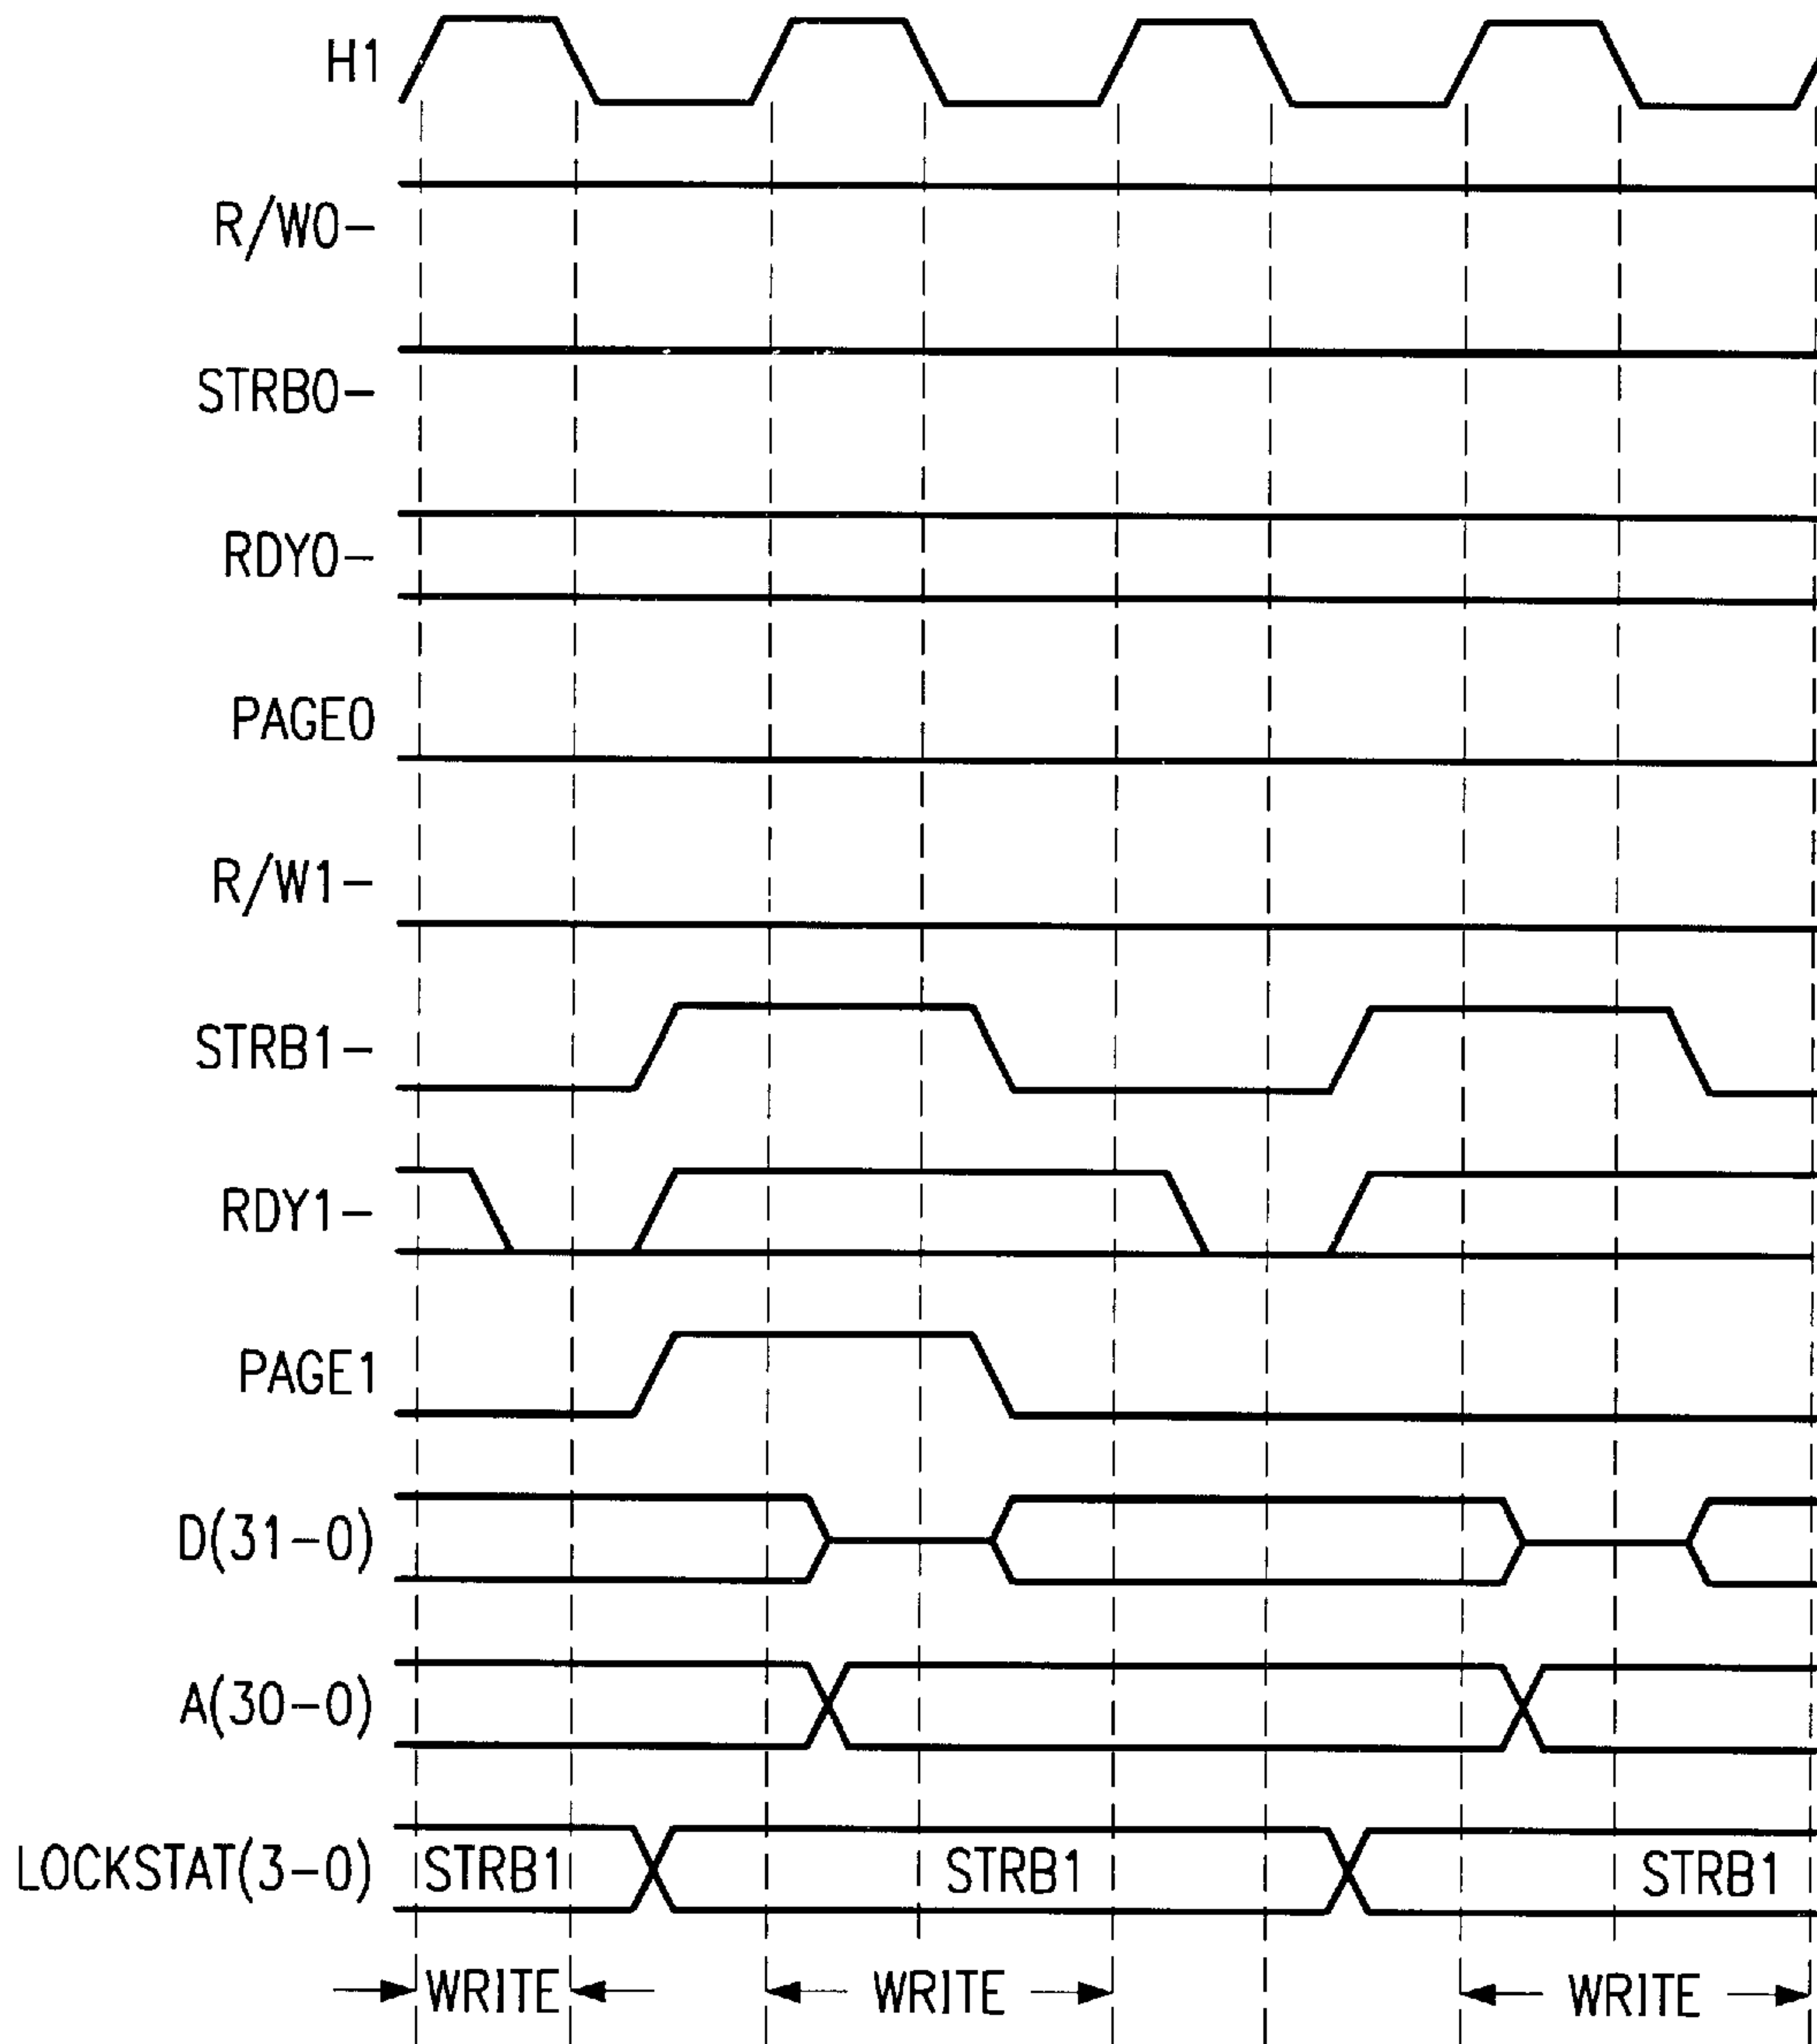 H1
R/W0-
STRB0-
RDY0-
PAGE0
R/W1-
STRB1-
RDY1-
PAGE1
D(31-0)
A(30-0)
LOCKSTAT(3-0) STRB1 STRB1 STRB1
WRITE WRITE WRITE